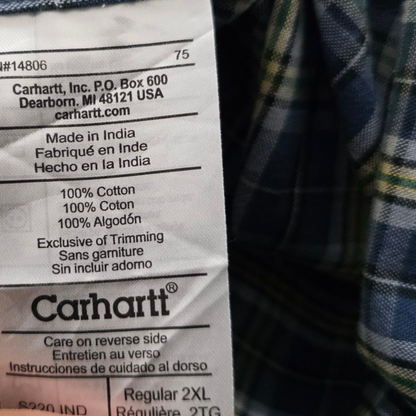 N#14806 75
Carhartt, Inc. P.O. Box 600
Dearborn, MI 48121 USA
carhartt.com
Made in India
Fabriqué en Inde
Hecho en la India
100% Cotton
100% Coton
100% Algodón
Exclusive of Trimming
Sans garniture
Sin incluir adorno
Carhartt®
Care on reverse side
Entretien au verso
Instrucciones de cuidado al dorso
S220 IND
Regular 2XL
Régulière 2TG